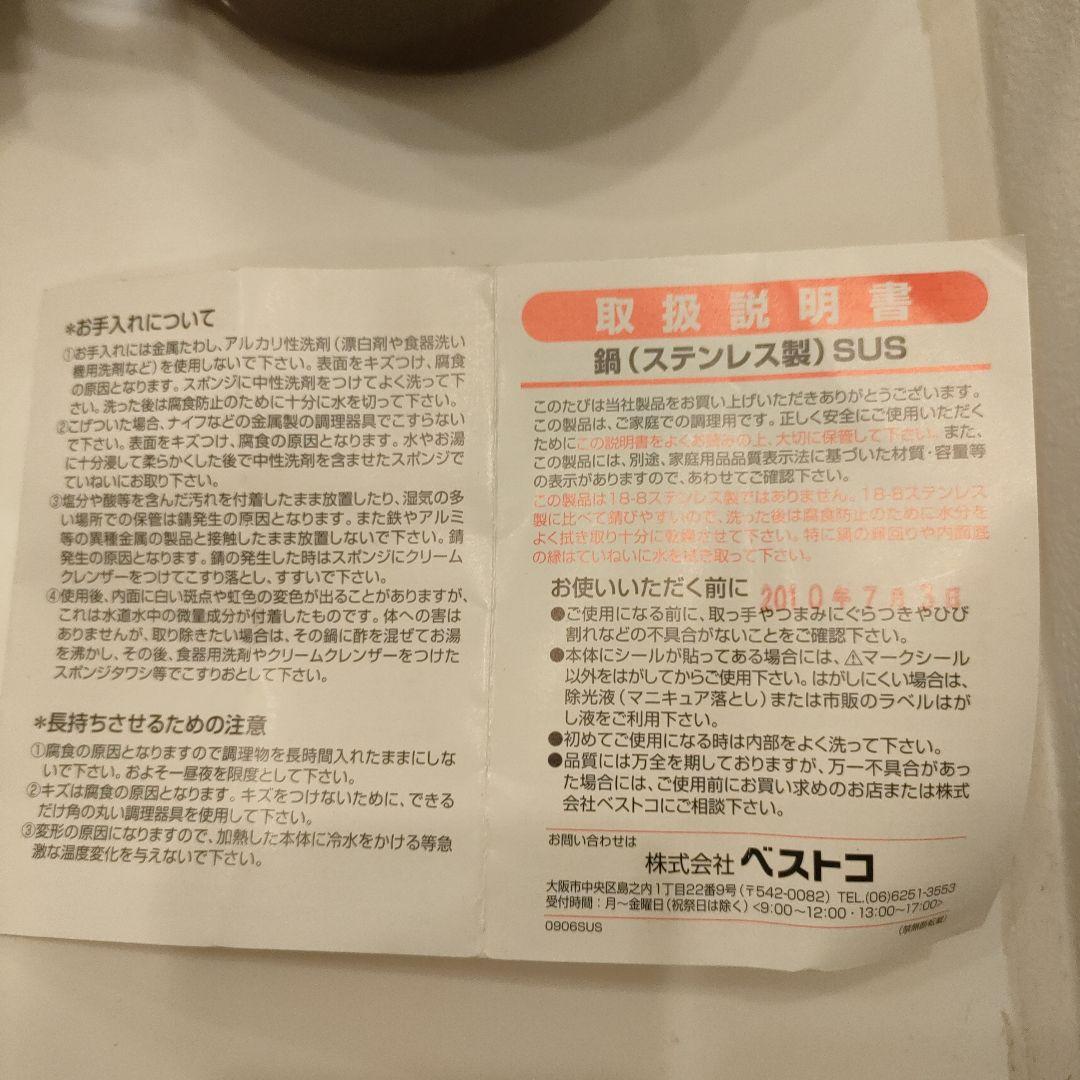 *お手入れについて
①お手入れには金属たわし、アルカリ性洗剤(漂白剤や食器洗い
機用洗剤など)を使用しないで下さい。表面をキズつけ、腐食
の原因となります。スポンジに中性洗剤をつけてよく洗って下
さい。洗った後は腐食防止のために十分に水を切って下さい。
②こげついた場合、ナイフなどの金属製の調理器具でこすらない
で下さい。表面をキズつけ、腐食の原因となります。水やお湯
に十分浸して柔らかくした後で中性洗剤を含ませたスポンジで
ていねいにお取り下さい。
③塩分や酸等を含んだ汚れを付着したまま放置したり、湿気の多
い場所での保管は錆発生の原因となります。また鉄やアルミ
等の異種金属の製品と接触したまま放置しないで下さい。錆
発生の原因となります。錆の発生した時はスポンジにクリーム
クレンザーをつけてこすり落とし、すすいで下さい。
④使用後、内面に白い斑点や虹色の変色が出ることがありますが、
これは水道水中の微量成分が付着したものです。体への害は
ありませんが、取り除きたい場合は、その鍋に酢を混ぜてお湯
を沸かし、その後、食器用洗剤やクリームクレンザーをつけた
スポンジタワシ等でこすりおとして下さい。
*長持ちさせるための注意
①腐食の原因となりますので調理物を長時間入れたままにしな
いで下さい。およそ一昼夜を限度として下さい。
②キズは腐食の原因となります。キズをつけないために、できる
だけ角の丸い調理器具を使用して下さい。
③変形の原因になりますので、加熱した本体に冷水をかける等急
激な温度変化を与えないで下さい。
取扱説明書
鍋(ステンレス製)SUS
このたびは当社製品をお買い上げいただきありがとうございます。
この製品は、ご家庭での調理用です。正しく安全にご使用いただく
ためにこの説明書をよくお読みの上、大切に保管して下さい。また、
この製品には、別途、家庭用品品質表示法に基づいた材質・容量等
の表示がありますので、あわせてご確認下さい。
この製品は18-8ステンレス製ではありません。18-8ステンレス
製に比べて錆びやすいので、洗った後は腐食防止のために水分を
よく拭き取り十分に乾燥させて下さい。特に鍋の縁回りや内面底
の縁はていねいに水を拭き取って下さい。
お使いいただく前に
2010年7月3日
●ご使用になる前に、取っ手やつまみにぐらつきやひび
割れなどの不具合がないことをご確認下さい。
●本体にシールが貼ってある場合には、⚠マークシール
以外をはがしてからご使用下さい。はがしにくい場合は、
除光液(マニキュア落とし)または市販のラベルはが
し液をご利用下さい。
●初めてご使用になる時は内部をよく洗って下さい。
●品質には万全を期しておりますが、万一不具合があっ
た場合には、ご使用前にお買い求めのお店または株式
会社ベストコにご相談下さい。
お問い合わせは
株式会社ベストコ
大阪市中央区島之内1丁目22番9号(〒542-0082) TEL.(06)6251-3553
受付時間:月〜金曜日(祝祭日は除く)<9:00〜12:00・13:00〜17:00>
0906SUS
(禁無断転載)